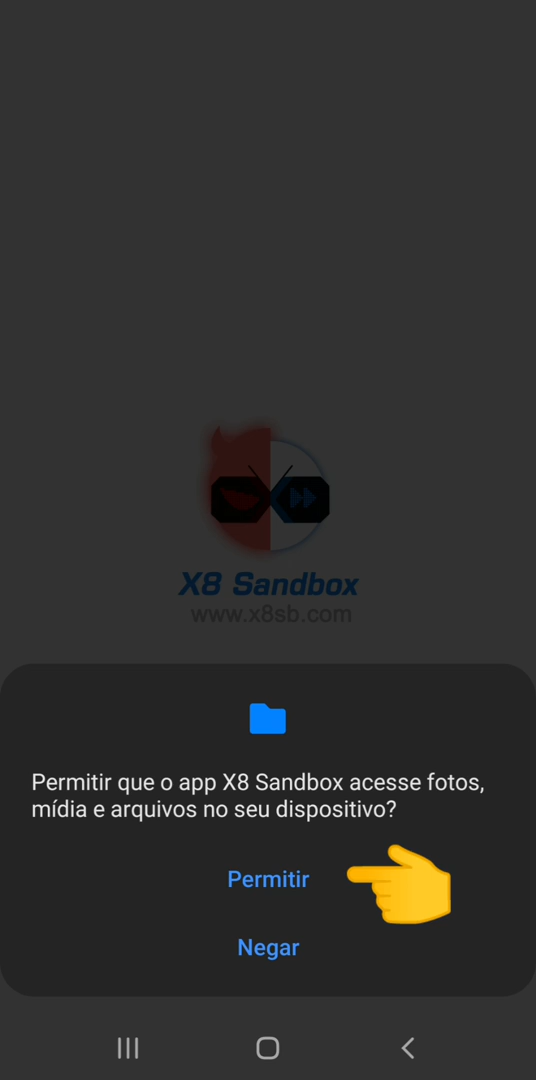 X8 Sandbox
www.x8sb.com
Permitir que o app X8 Sandbox acesse fotos,
mídia e arquivos no seu dispositivo?
Permitir
Negar